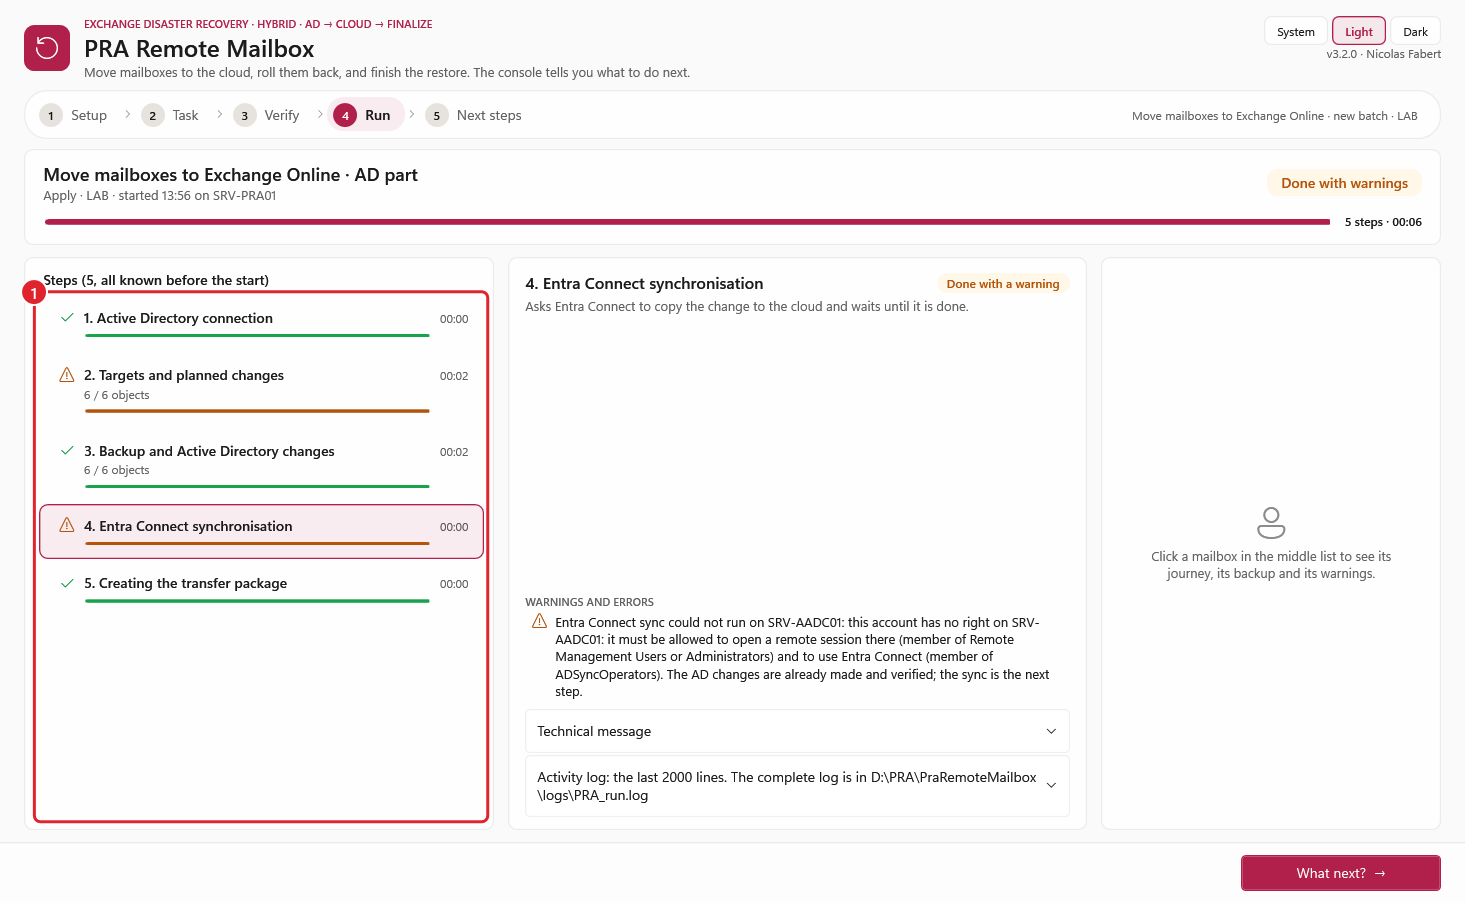 EXCHANGE DISASTER RECOVERY · HYBRID · AD → CLOUD → FINALIZE
PRA Remote Mailbox
Move mailboxes to the cloud, roll them back, and finish the restore. The console tells you what to do next.
System
Light
Dark
v3.2.0 · Nicolas Fabert
1 Setup
2 Task
3 Verify
4 Run
5 Next steps
Move mailboxes to Exchange Online · new batch · LAB
Move mailboxes to Exchange Online · AD part
Apply · LAB · started 13:56 on SRV-PRA01
Done with warnings
5 steps · 00:06
Steps (5, all known before the start)
1
1. Active Directory connection 00:00
2. Targets and planned changes 00:02
6 / 6 objects
3. Backup and Active Directory changes 00:02
6 / 6 objects
4. Entra Connect synchronisation 00:00
5. Creating the transfer package 00:00
4. Entra Connect synchronisation
Done with a warning
Asks Entra Connect to copy the change to the cloud and waits until it is done.
WARNINGS AND ERRORS
Entra Connect sync could not run on SRV-AADC01: this account has no right on SRV-
AADC01: it must be allowed to open a remote session there (member of Remote
Management Users or Administrators) and to use Entra Connect (member of
ADSyncOperators). The AD changes are already made and verified; the sync is the next
step.
Technical message
Activity log: the last 2000 lines. The complete log is in D:\PRA\PraRemoteMailbox
\logs\PRA_run.log
Click a mailbox in the middle list to see its
journey, its backup and its warnings.
What next? →